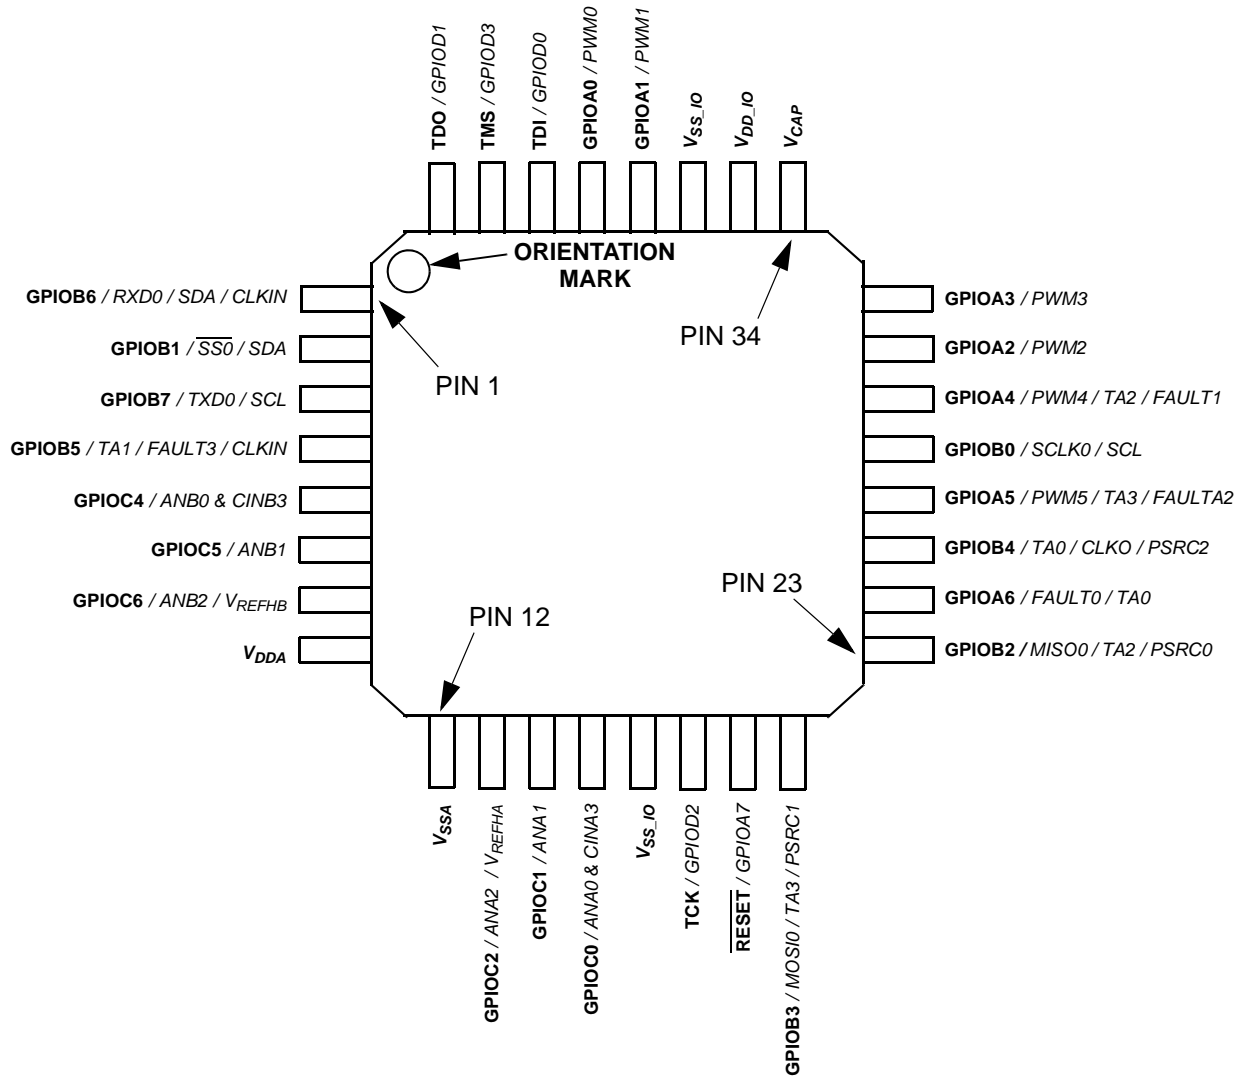 TDO / GPIOD1
TMS / GPIOD3
TDI / GPIOD0
GPIOA0 / PWM0
GPIOA1 / PWM1
VSS_IO
VDD_IO
VCAP
ORIENTATION
MARK
PIN 34
PIN 1
PIN 23
PIN 12
GPIOB6 / RXD0 / SDA / CLKIN
GPIOB1 / SS0 / SDA
GPIOB7 / TXD0 / SCL
GPIOB5 / TA1 / FAULT3 / CLKIN
GPIOC4 / ANB0 & CINB3
GPIOC5 / ANB1
GPIOC6 / ANB2 / VREFHB
VDDA
GPIOA3 / PWM3
GPIOA2 / PWM2
GPIOA4 / PWM4 / TA2 / FAULT1
GPIOB0 / SCLK0 / SCL
GPIOA5 / PWM5 / TA3 / FAULTA2
GPIOB4 / TA0 / CLKO / PSRC2
GPIOA6 / FAULT0 / TA0
GPIOB2 / MISO0 / TA2 / PSRC0
VSSA
GPIOC2 / ANA2 / VREFHA
GPIOC1 / ANA1
GPIOC0 / ANA0 & CINA3
VSS_IO
TCK / GPIOD2
RESET / GPIOA7
GPIOB3 / MOSI0 / TA3 / PSRC1